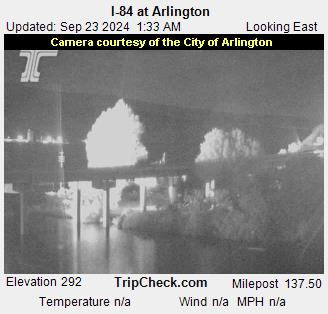 I-84 at Arlington
Updated: Sep 23 2024 1:33 AM Looking East
Camera courtesy of the City of Arlington
Elevation 292 TripCheck.com Milepost 137.50
Temperature n/a Wind n/a MPH n/a